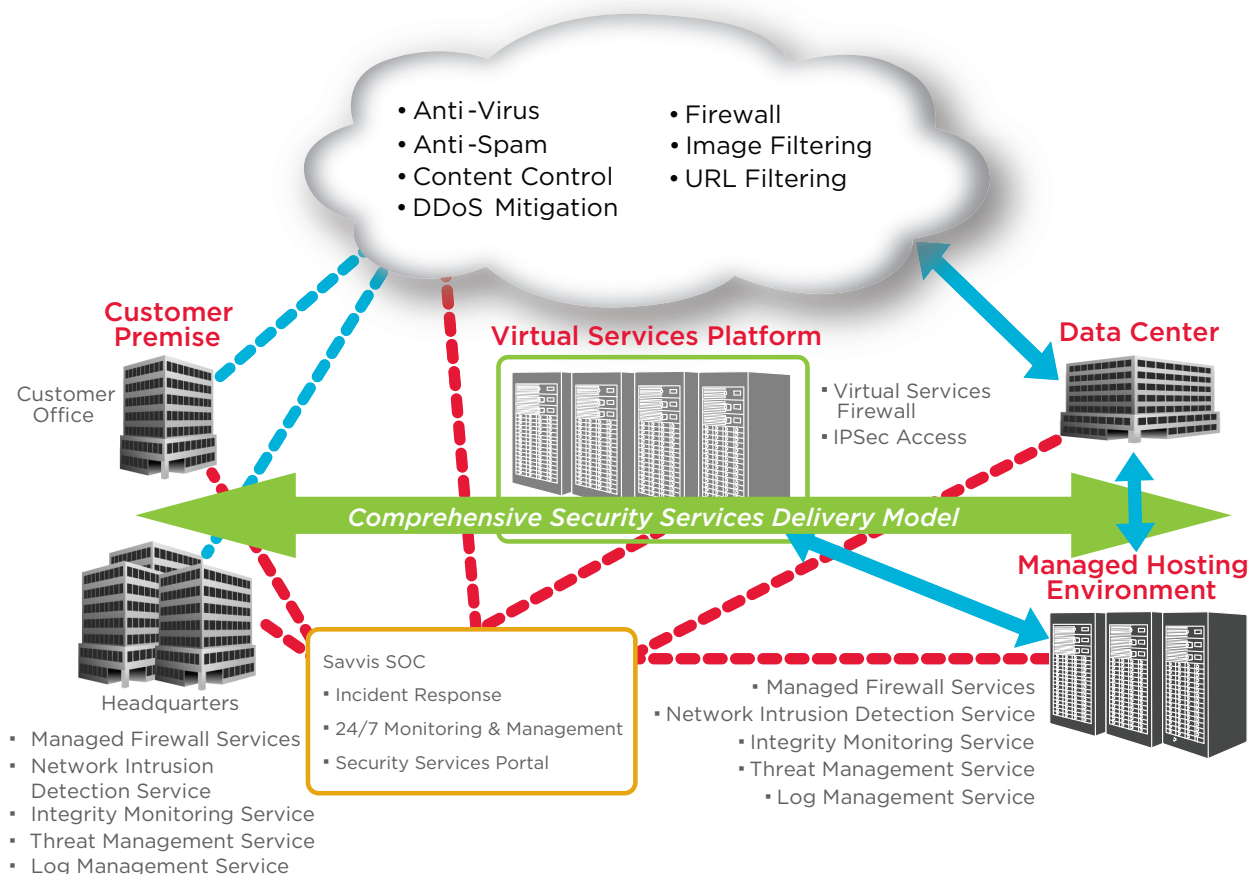 • Anti-Virus
• Anti-Spam
• Content Control
• DDoS Mitigation
• Firewall
• Image Filtering
• URL Filtering
Customer
Premise
Customer
Office
Virtual Services Platform
▪ Virtual Services
Firewall
▪ IPSec Access
Data Center
Comprehensive Security Services Delivery Model
Managed Hosting
Environment
Headquarters
▪ Managed Firewall Services
▪ Network Intrusion
Detection Service
▪ Integrity Monitoring Service
▪ Threat Management Service
▪ Log Management Service
Savvis SOC
▪ Incident Response
▪ 24/7 Monitoring & Management
▪ Security Services Portal
▪ Managed Firewall Services
▪ Network Intrusion Detection Service
▪ Integrity Monitoring Service
▪ Threat Management Service
▪ Log Management Service